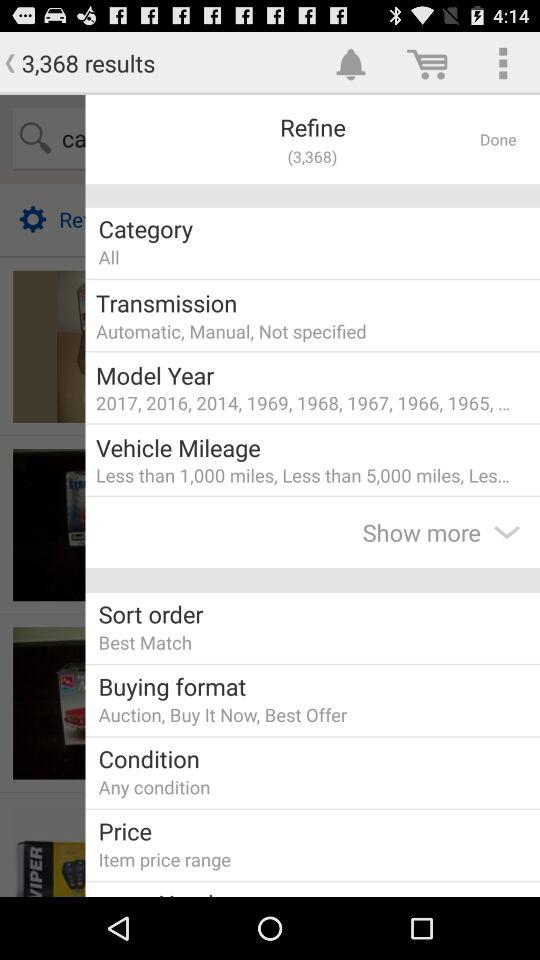 4:14
3,368 results
Refine
(3,368)
Done
Category
All
Transmission
Automatic, Manual, Not specified
Model Year
2017, 2016, 2014, 1969, 1968, 1967, 1966, 1965, ...
Vehicle Mileage
Less than 1,000 miles, Less than 5,000 miles, Les...
Show more
Sort order
Best Match
Buying format
Auction, Buy It Now, Best Offer
Condition
Any condition
Price
Item price range
ca
Re
VIPER